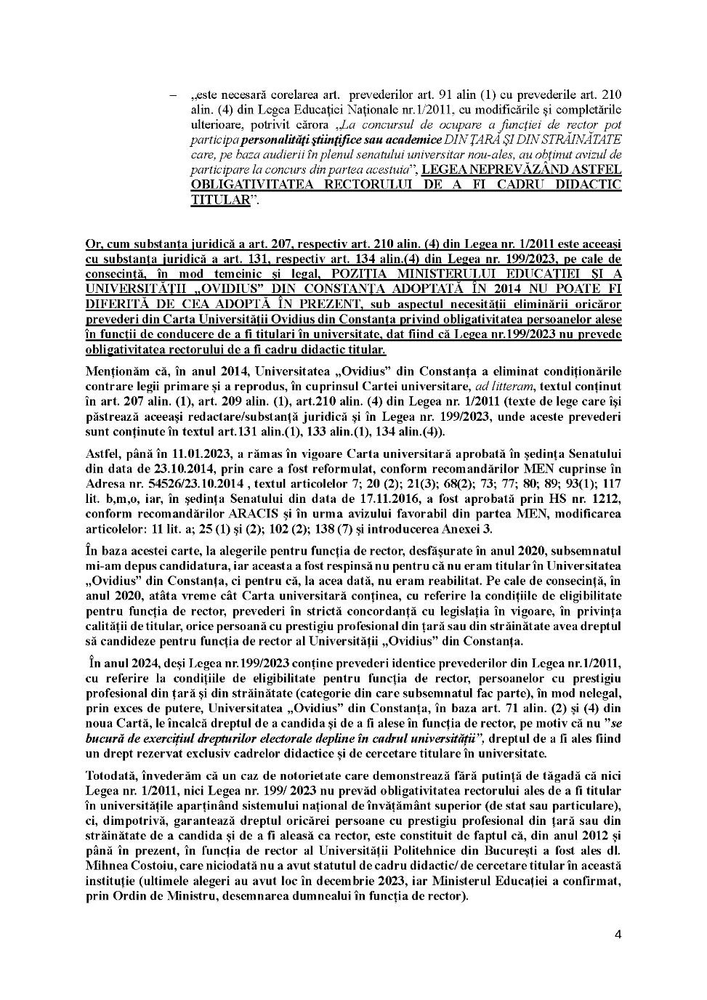 – „este necesară corelarea art. prevederilor art. 91 alin (1) cu prevederile art. 210
alin. (4) din Legea Educației Naționale nr.1/2011, cu modificările și completările
ulterioare, potrivit cărora „La concursul de ocupare a funcției de rector pot
participa personalităţi ştiinţifice sau academice DIN ŢARĂ ŞI DIN STRĂINĂTATE
care, pe baza audierii în plenul senatului universitar nou-ales, au obținut avizul de
participare la concurs din partea acestuia”, LEGEA NEPREVĂZÂND ASTFEL
OBLIGATIVITATEA RECTORULUI DE A FI CADRU DIDACTIC
TITULAR”.
Or, cum substanța juridică a art. 207, respectiv art. 210 alin. (4) din Legea nr. 1/2011 este aceeași
cu substanța juridică a art. 131, respectiv art. 134 alin.(4) din Legea nr. 199/2023, pe cale de
consecință, în mod temeinic și legal, POZIȚIA MINISTERULUI EDUCAȚIEI ȘI A
UNIVERSITĂȚII „OVIDIUS” DIN CONSTANȚA ADOPTATĂ ÎN 2014 NU POATE FI
DIFERITĂ DE CEA ADOPTĂ ÎN PREZENT, sub aspectul necesității eliminării oricăror
prevederi din Carta Universității Ovidius din Constanța privind obligativitatea persoanelor alese
în funcții de conducere de a fi titulari în universitate, dat fiind că Legea nr.199/2023 nu prevede
obligativitatea rectorului de a fi cadru didactic titular.
Menționăm că, în anul 2014, Universitatea „Ovidius” din Constanța a eliminat condiționările
contrare legii primare și a reprodus, în cuprinsul Cartei universitare, ad litteram, textul conținut
în art. 207 alin. (1), art. 209 alin. (1), art.210 alin. (4) din Legea nr. 1/2011 (texte de lege care își
păstrează aceeași redactare/substanță juridică și în Legea nr. 199/2023, unde aceste prevederi
sunt conținute în textul art.131 alin.(1), 133 alin.(1), 134 alin.(4)).
Astfel, până în 11.01.2023, a rămas în vigoare Carta universitară aprobată în ședința Senatului
din data de 23.10.2014, prin care a fost reformulat, conform recomandărilor MEN cuprinse în
Adresa nr. 54526/23.10.2014 , textul articolelor 7; 20 (2); 21(3); 68(2); 73; 77; 80; 89; 93(1); 117
lit. b,m,o, iar, în şedinţa Senatului din data de 17.11.2016, a fost aprobată prin HS nr. 1212,
conform recomandărilor ARACIS şi în urma avizului favorabil din partea MEN, modificarea
articolelor: 11 lit. a; 25 (1) şi (2); 102 (2); 138 (7) şi introducerea Anexei 3.
În baza acestei carte, la alegerile pentru funcția de rector, desfășurate în anul 2020, subsemnatul
mi-am depus candidatura, iar aceasta a fost respinsă nu pentru că nu eram titular în Universitatea
„Ovidius” din Constanța, ci pentru că, la acea dată, nu eram reabilitat. Pe cale de consecință, în
anul 2020, atâta vreme cât Carta universitară conținea, cu referire la condițiile de eligibilitate
pentru funcția de rector, prevederi în strictă concordanță cu legislația în vigoare, în privința
calității de titular, orice persoană cu prestigiu profesional din țară sau din străinătate avea dreptul
să candideze pentru funcția de rector al Universității „Ovidius” din Constanța.
În anul 2024, deși Legea nr.199/2023 conține prevederi identice prevederilor din Legea nr.1/2011,
cu referire la condițiile de eligibilitate pentru funcția de rector, persoanelor cu prestigiu
profesional din țară și din străinătate (categorie din care subsemnatul fac parte), în mod nelegal,
prin exces de putere, Universitatea „Ovidius” din Constanța, în baza art. 71 alin. (2) și (4) din
noua Cartă, le încalcă dreptul de a candida şi de a fi alese în funcția de rector, pe motiv că nu ”se
bucură de exercițiul drepturilor electorale depline în cadrul universității”, dreptul de a fi ales fiind
un drept rezervat exclusiv cadrelor didactice și de cercetare titulare în universitate.
Totodată, învederăm că un caz de notorietate care demonstrează fără putință de tăgadă că nici
Legea nr. 1/2011, nici Legea nr. 199/ 2023 nu prevăd obligativitatea rectorului ales de a fi titular
în universitățile aparținând sistemului național de învățământ superior (de stat sau particulare),
ci, dimpotrivă, garantează dreptul oricărei persoane cu prestigiu profesional din țară sau din
străinătate de a candida și de a fi aleasă ca rector, este constituit de faptul că, din anul 2012 și
până în prezent, în funcția de rector al Universității Politehnice din București a fost ales dl.
Mihnea Costoiu, care niciodată nu a avut statutul de cadru didactic/ de cercetare titular în această
instituție (ultimele alegeri au avut loc în decembrie 2023, iar Ministerul Educației a confirmat,
prin Ordin de Ministru, desemnarea dumnealui în funcția de rector).
4